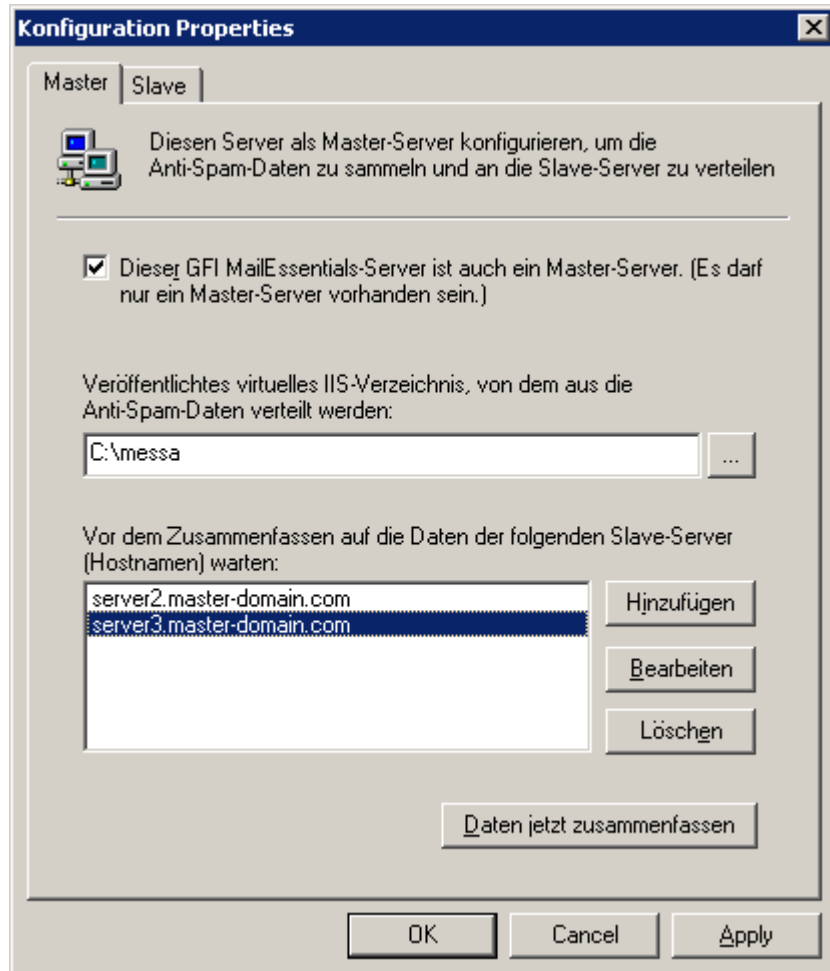 Konfiguration Properties
Master
Slave
Diesen Server als Master-Server konfigurieren, um die
Anti-Spam-Daten zu sammeln und an die Slave-Server zu verteilen
Dieser GFI MailEssentials-Server ist auch ein Master-Server. (Es darf
nur ein Master-Server vorhanden sein.)
Veröffentlichtes virtuelles IIS-Verzeichnis, von dem aus die
Anti-Spam-Daten verteilt werden:
C:\messa
...
Vor dem Zusammenfassen auf die Daten der folgenden Slave-Server
(Hostnamen) warten:
server2.master-domain.com
server3.master-domain.com
Hinzufügen
Bearbeiten
Löschen
Daten jetzt zusammenfassen
OK
Cancel
Apply